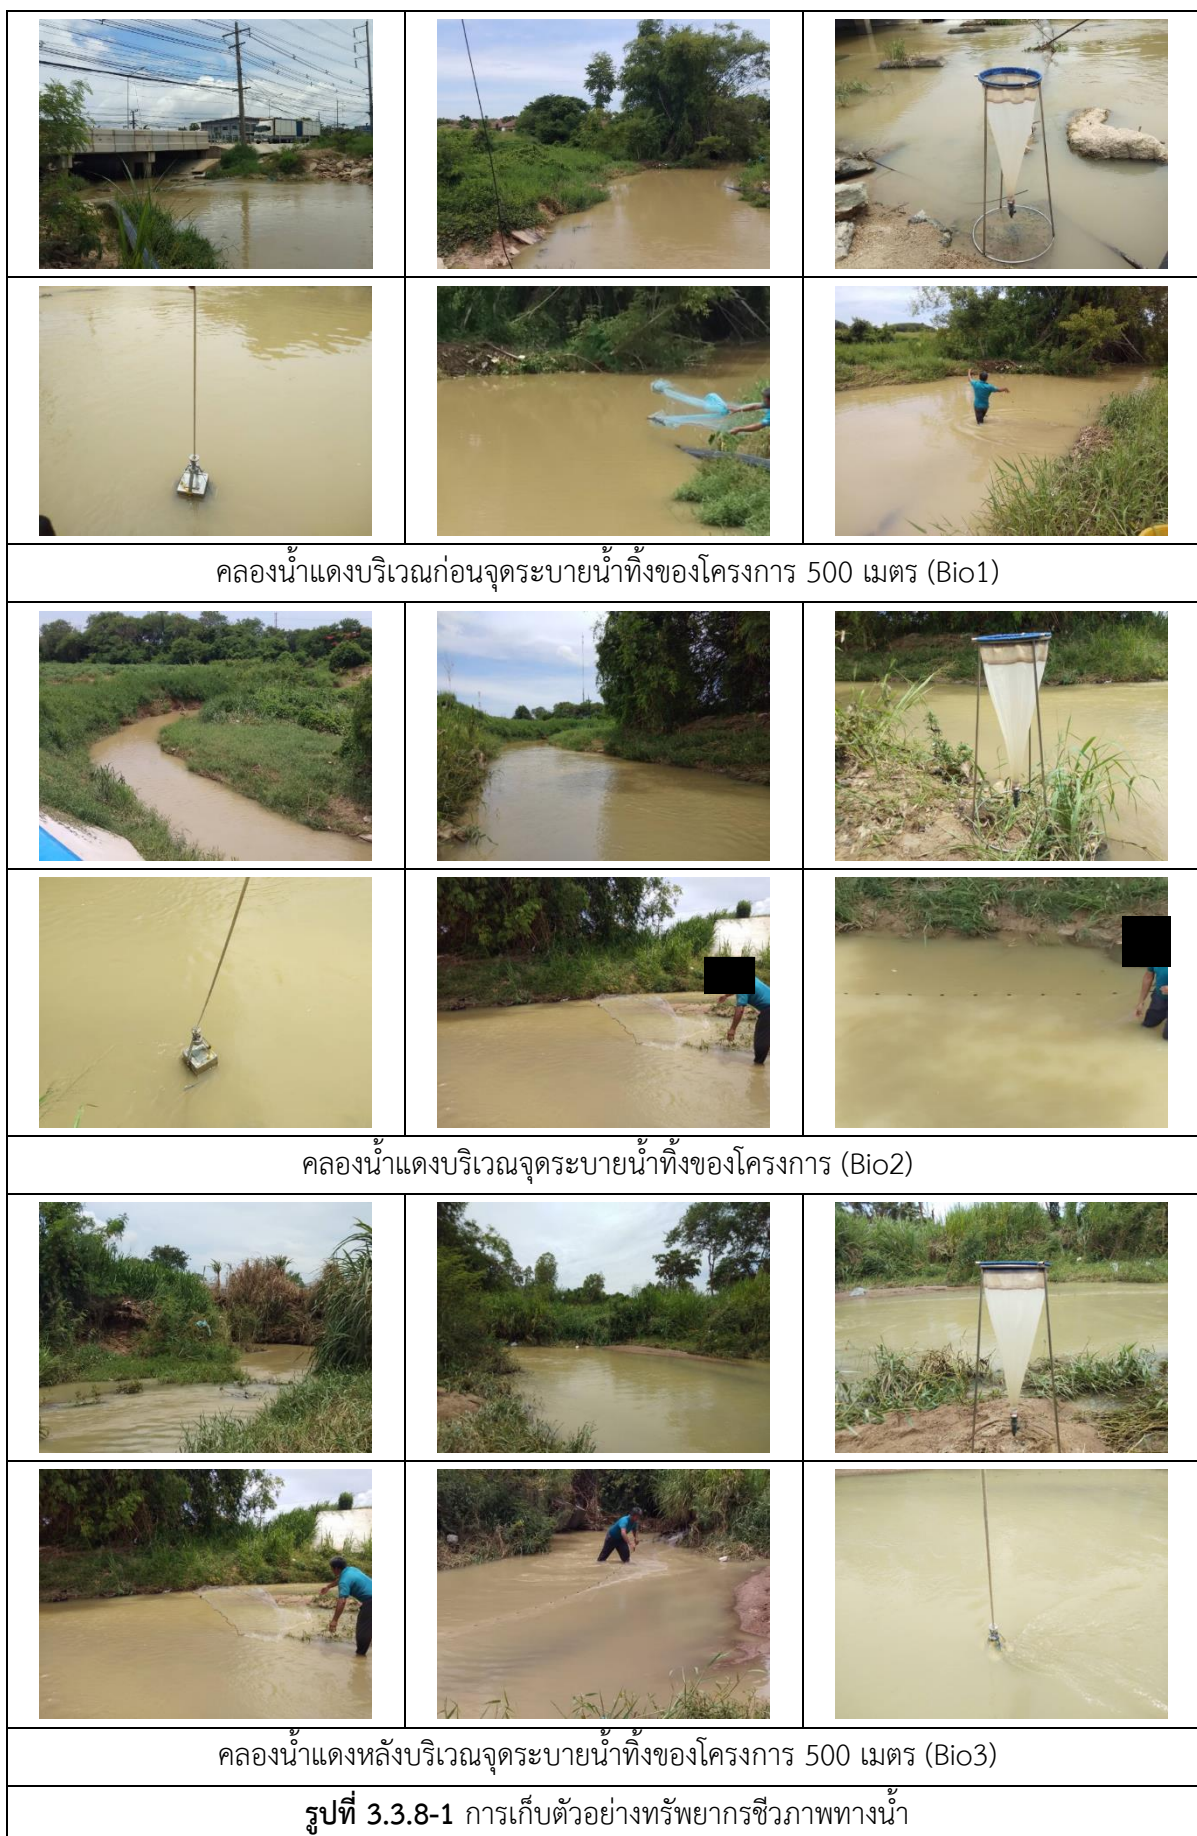 คลองน้ำแดงบริเวณก่อนจุดระบายน้ำทิ้งของโครงการ 500 เมตร (Bio1)
คลองน้ำแดงบริเวณจุดระบายน้ำทิ้งของโครงการ (Bio2)
คลองน้ำแดงหลังบริเวณจุดระบายน้ำทิ้งของโครงการ 500 เมตร (Bio3)
รูปที่ 3.3.8-1 การเก็บตัวอย่างทรัพยากรชีวภาพทางน้ำ